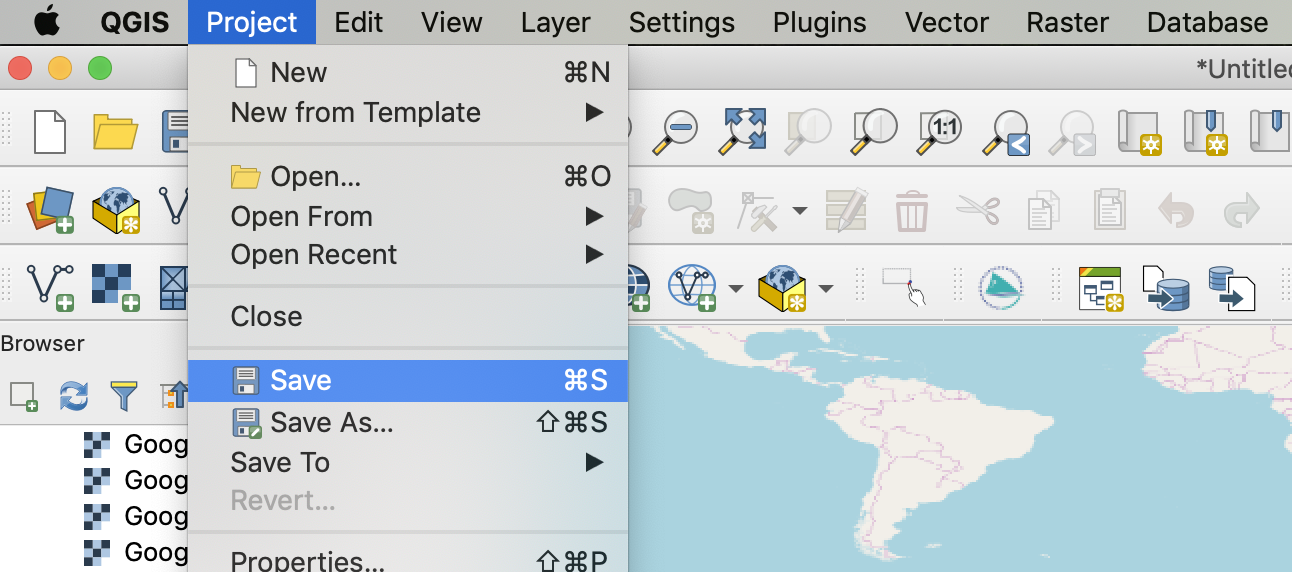 QGIS Project Edit View Layer Settings Plugins Vector Raster Database
*Untitled
New ⌘N
New from Template ▶
1:1
Open... ⌘O
Open From ▶
Open Recent ▶
Close
Browser
Save ⌘S
Save As... ⇧⌘S
Goog
Save To ▶
Goog
Revert...
Goog
Goog
Properties... ⇧⌘P